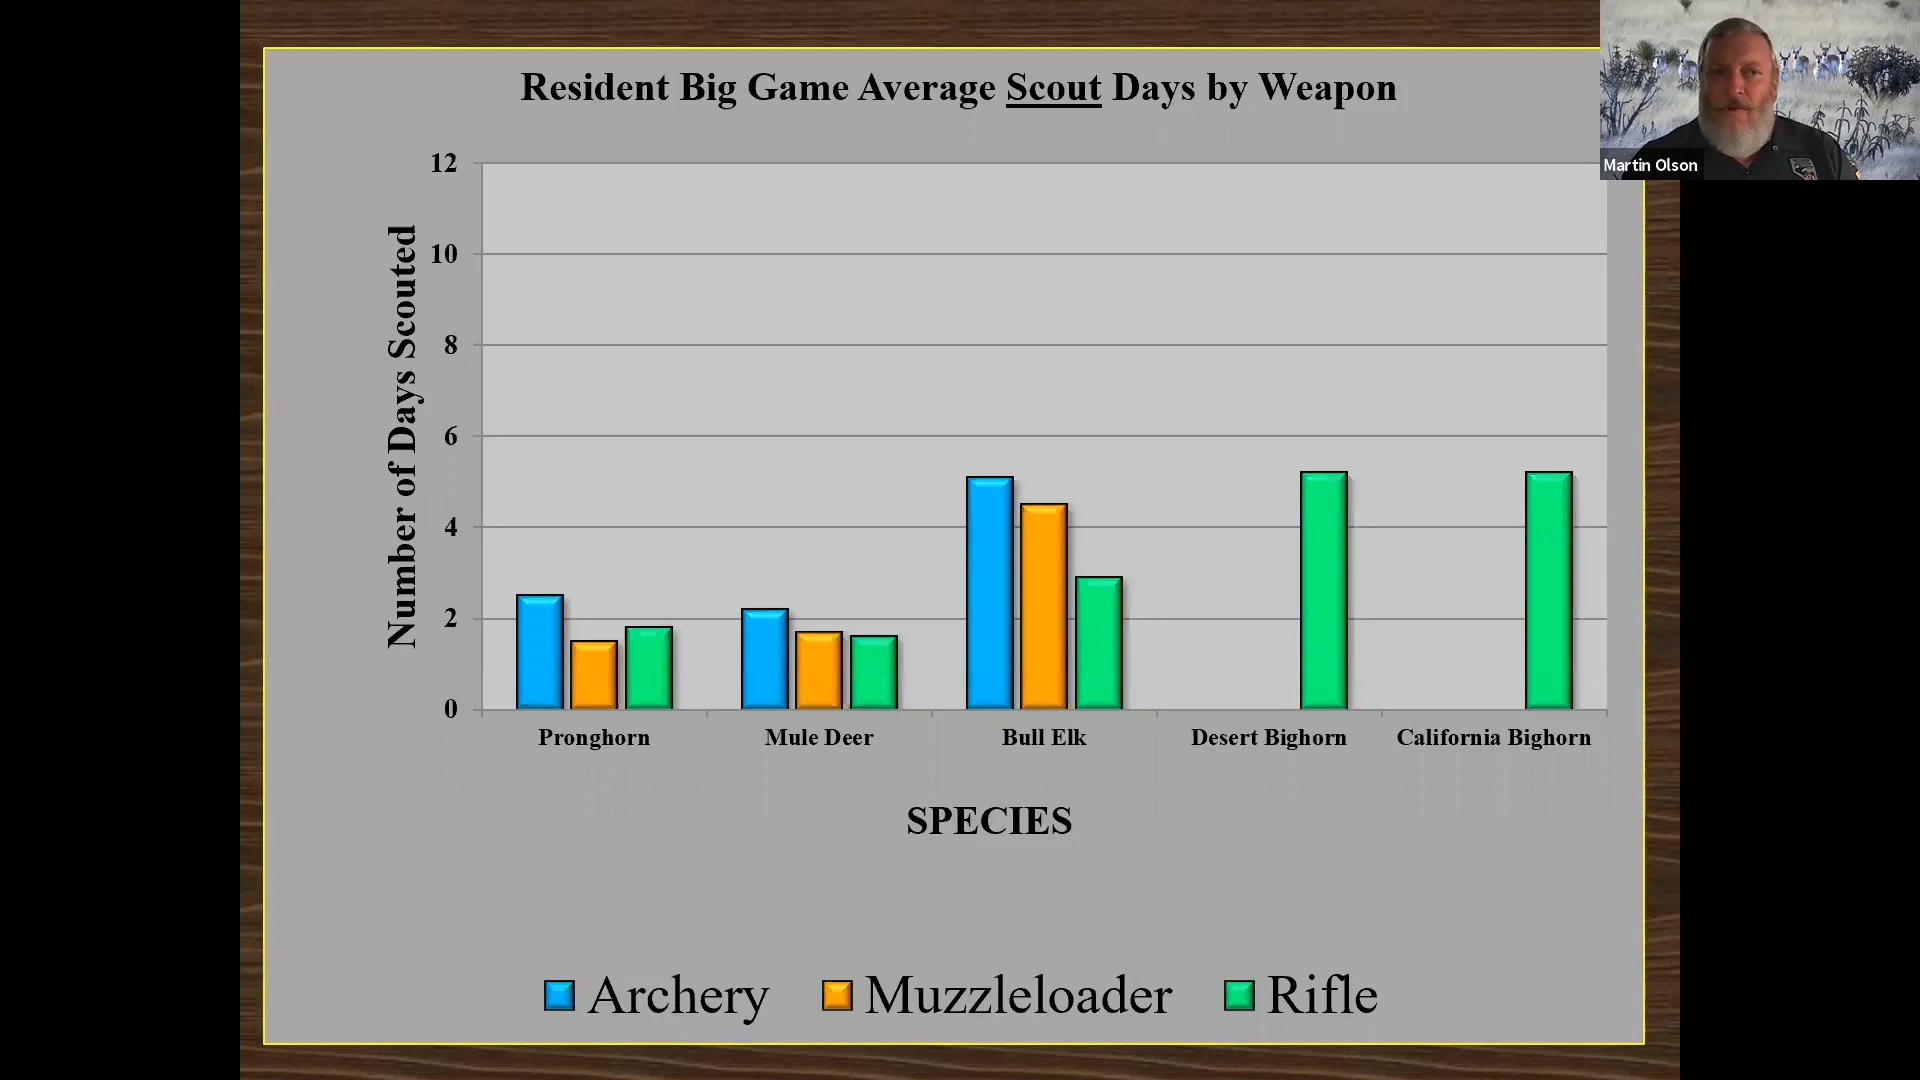 Resident Big Game Average Scout Days by Weapon
Martin Olson
Number of Days Scouted
12
10
8
6
4
2
0
Pronghorn
Mule Deer
Bull Elk
Desert Bighorn
California Bighorn
SPECIES
Archery
Muzzleloader
Rifle